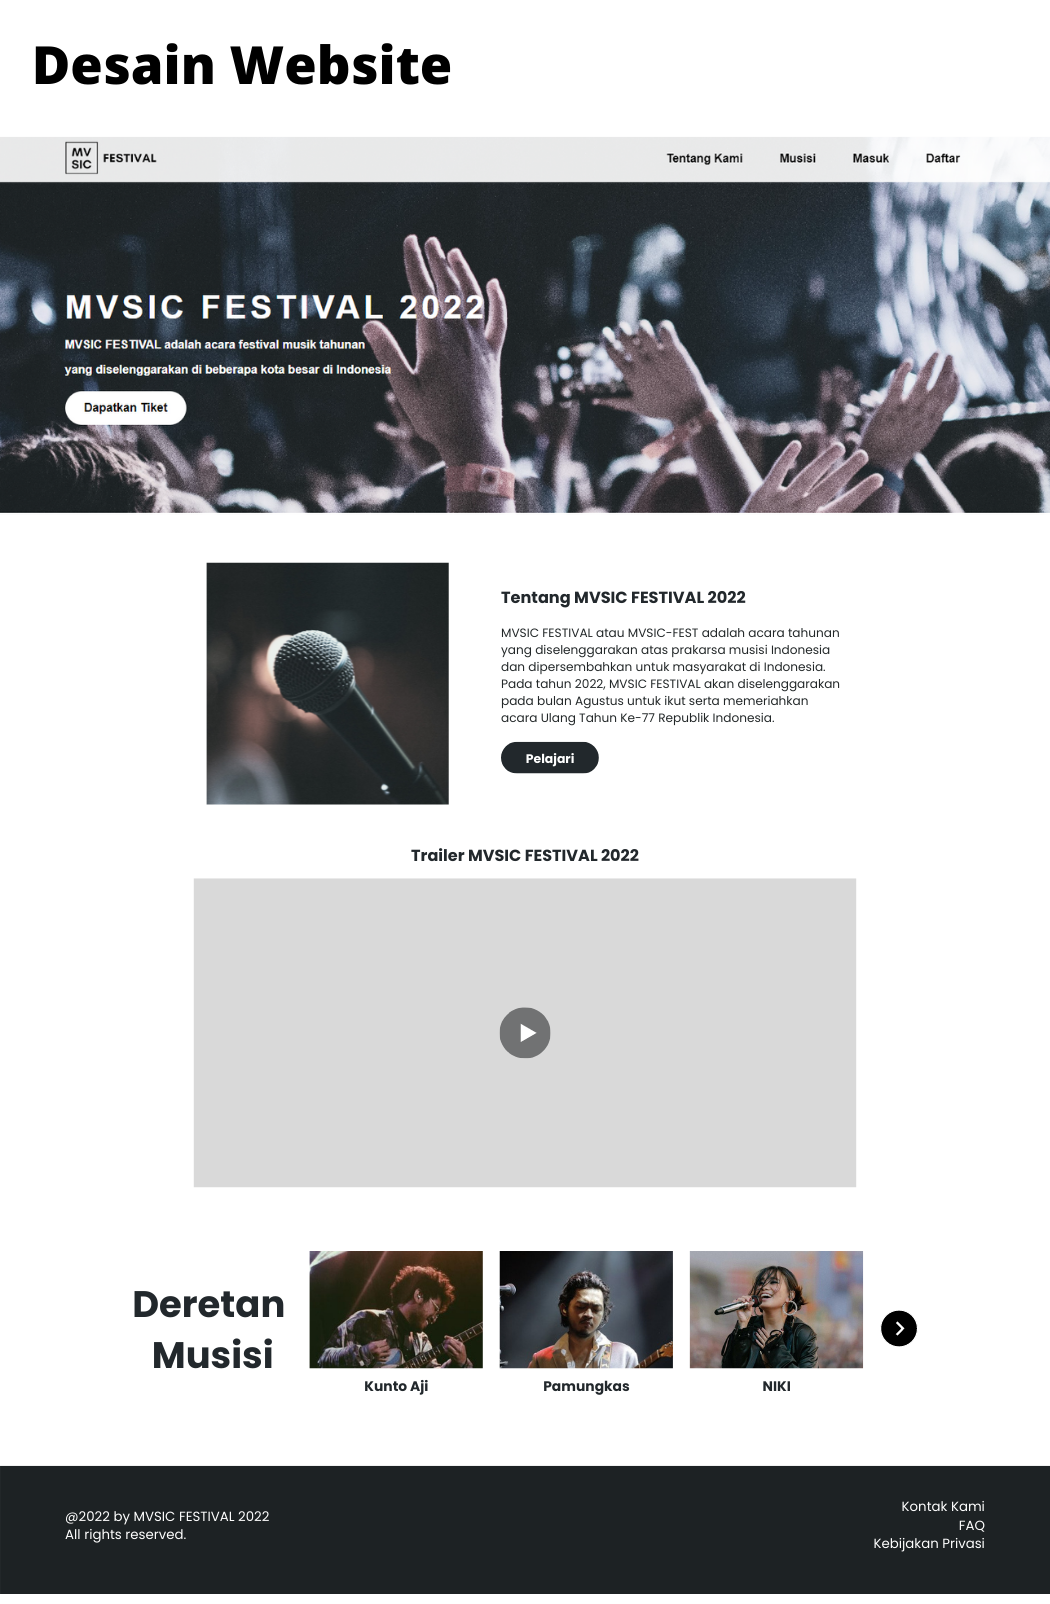 Desain Website
MV
SIC
FESTIVAL
Tentang Kami
Musisi
Masuk
Daftar
MVSIC FESTIVAL 2022
MVSIC FESTIVAL adalah acara festival musik tahunan
yang diselenggarakan di beberapa kota besar di Indonesia
Dapatkan Tiket
Tentang MVSIC FESTIVAL 2022
MVSIC FESTIVAL atau MVSIC-FEST adalah acara tahunan
yang diselenggarakan atas prakarsa musisi Indonesia
dan dipersembahkan untuk masyarakat di Indonesia.
Pada tahun 2022, MVSIC FESTIVAL akan diselenggarakan
pada bulan Agustus untuk ikut serta memeriahkan
acara Ulang Tahun Ke-77 Republik Indonesia.
Pelajari
Trailer MVSIC FESTIVAL 2022
Deretan
Musisi
Kunto Aji
Pamungkas
NIKI
@2022 by MVSIC FESTIVAL 2022
All rights reserved.
Kontak Kami
FAQ
Kebijakan Privasi